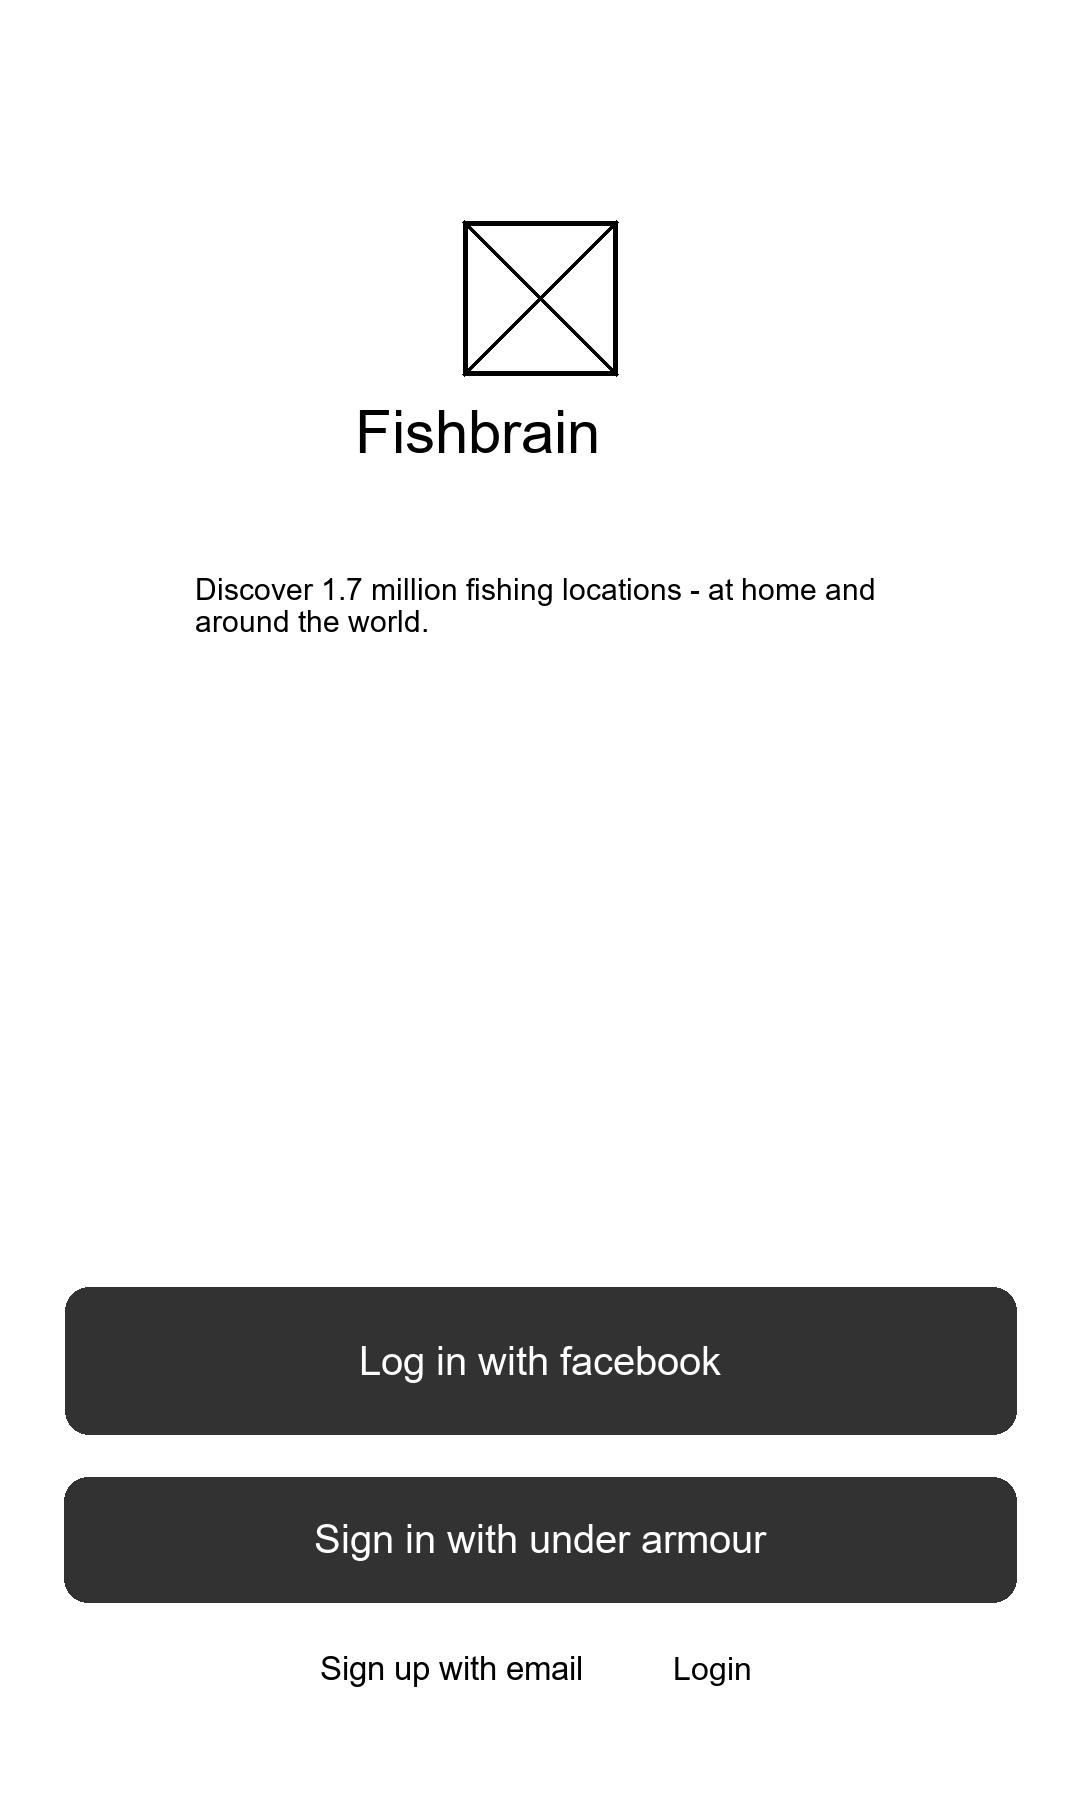 Fishbrain
Discover 1.7 million fishing locations - at home and
around the world.
Log in with facebook
Sign in with under armour
Sign up with email Login